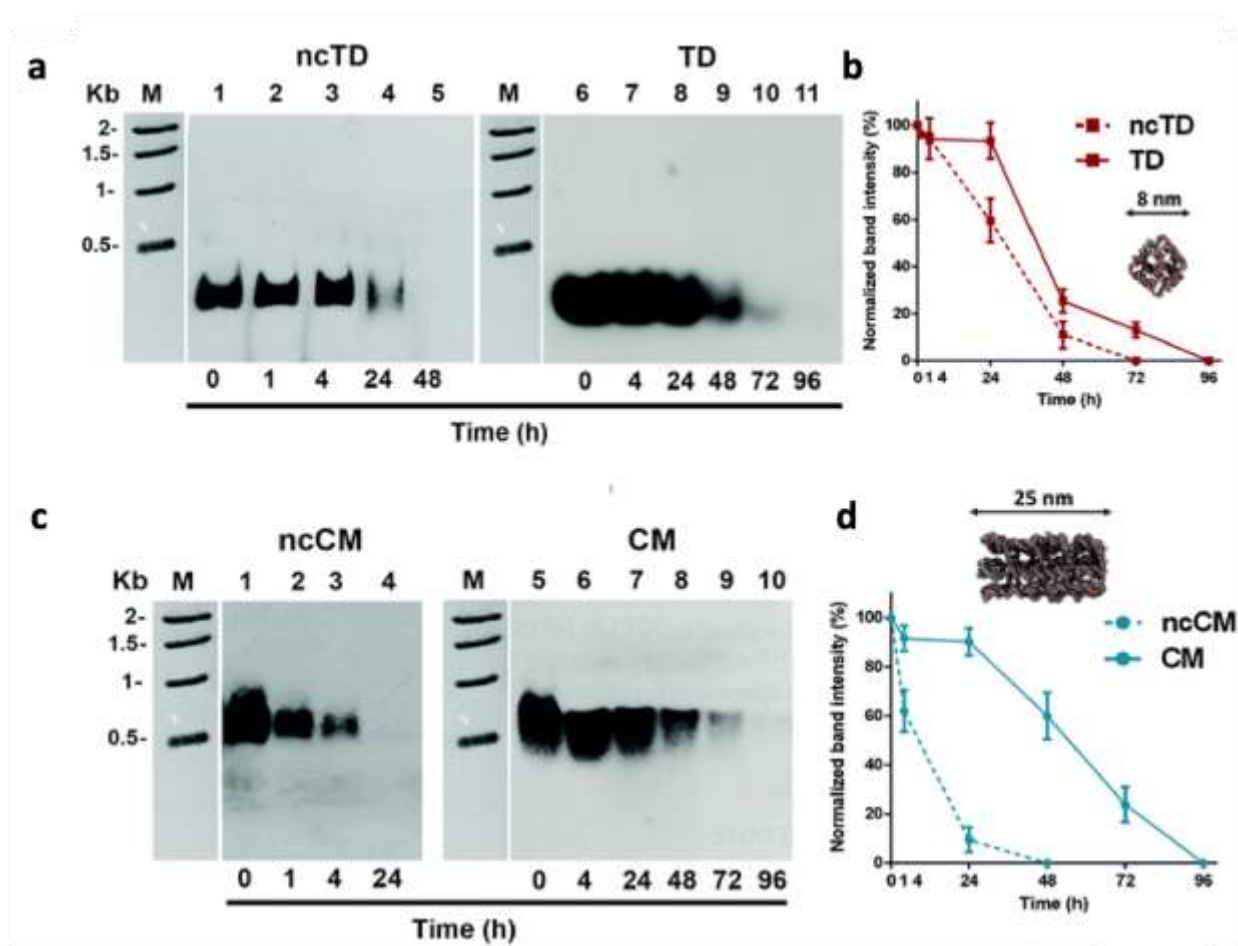 a
ncTD
TD
Kb M 1 2 3 4 5 M 6 7 8 9 10 11
2-
1.5-
1-
0.5-
0 1 4 24 48 0 4 24 48 72 96
Time (h)
b
Normalized band intensity (%)
100
80
60
40
20
0
0 1 4 24 48 72 96
Time (h)
ncTD
TD
8 nm
c
ncCM
CM
Kb M 1 2 3 4 M 5 6 7 8 9 10
2-
1.5-
1-
0.5-
0 1 4 24 0 4 24 48 72 96
Time (h)
d
25 nm
Normalized band intensity (%)
100
80
60
40
20
0
0 1 4 24 48 72 96
Time (h)
ncCM
CM